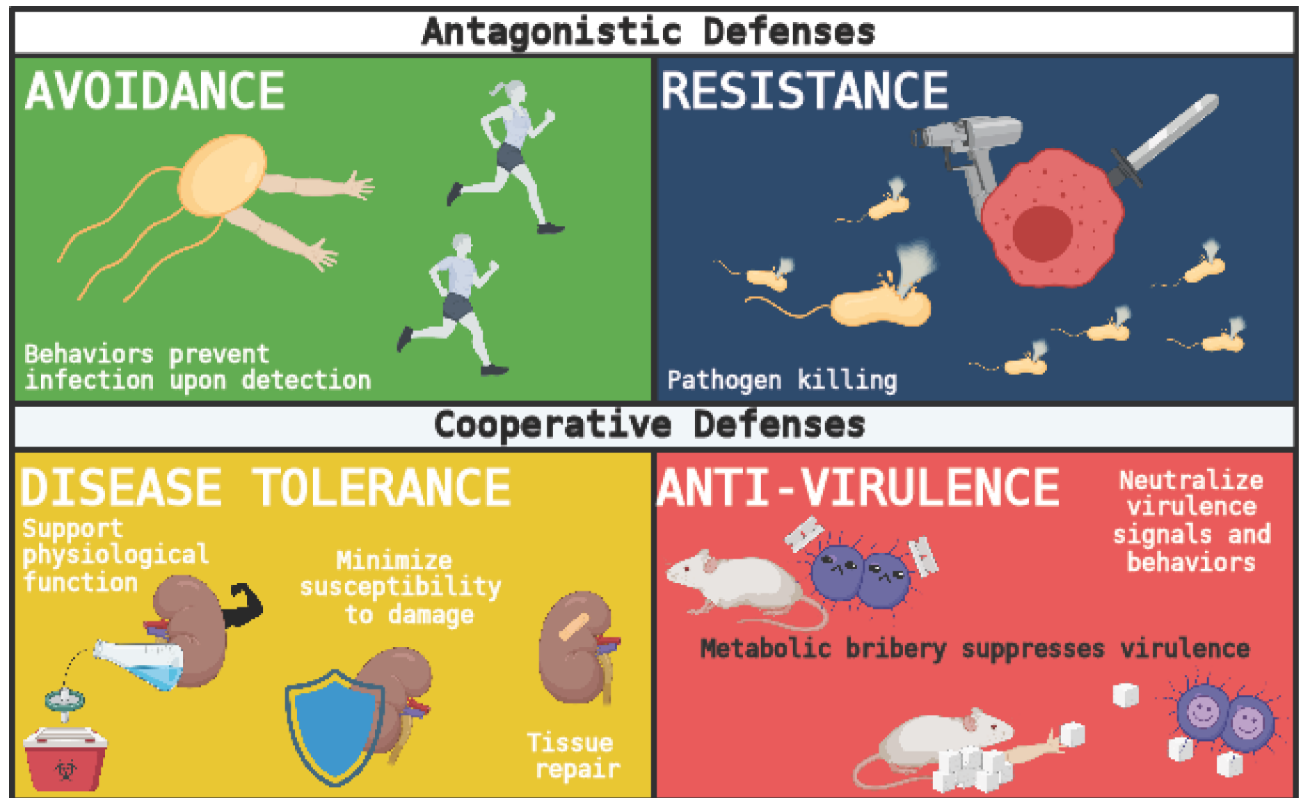 Antagonistic Defenses
AVOIDANCE
Behaviors prevent
infection upon detection
RESISTANCE
Pathogen killing
Cooperative Defenses
DISEASE TOLERANCE
Support
physiological
function
Minimize
susceptibility
to damage
Tissue
repair
ANTI-VIRULENCE
Neutralize
virulence
signals and
behaviors
Metabolic bribery suppresses virulence